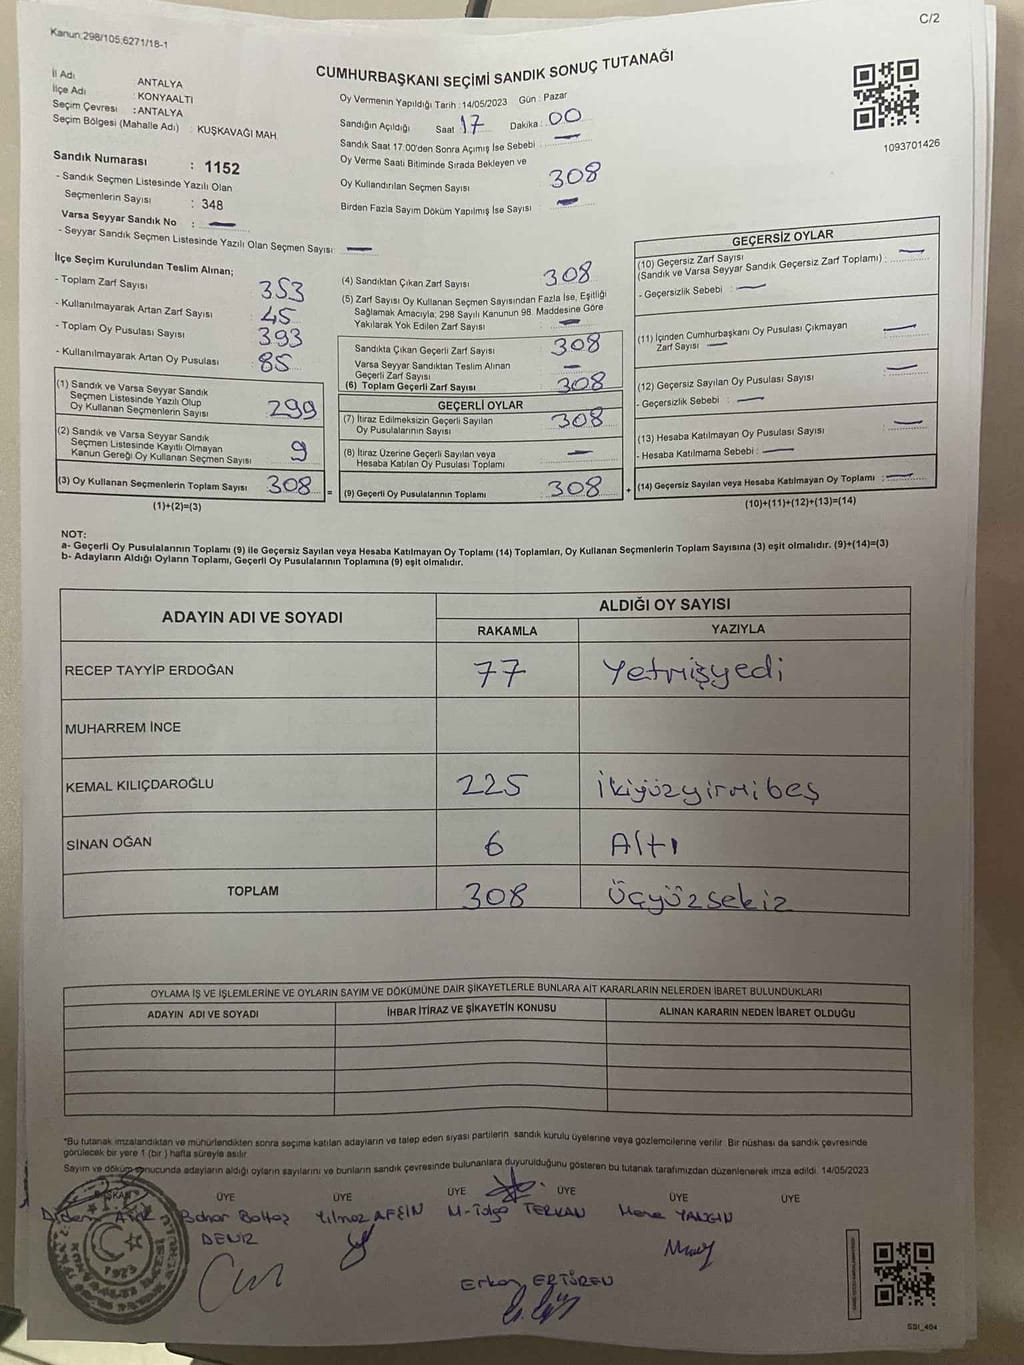 Kanun:298/105,6271/18-1
C/2
CUMHURBAŞKANI SEÇİMİ SANDIK SONUÇ TUTANAĞI
İl Adı : ANTALYA
İlçe Adı : KONYAALTI
Seçim Çevresi : ANTALYA
Seçim Bölgesi (Mahalle Adı) : KUŞKAVAĞI MAH.
Sandık Numarası : 1152
- Sandık Seçmen Listesinde Yazılı Olan
Seçmenlerin Sayısı : 348
Varsa Seyyar Sandık No : —
- Seyyar Sandık Seçmen Listesinde Yazılı Olan Seçmen Sayısı: —
Oy Vermenin Yapıldığı Tarih : 14/05/2023 Gün : Pazar
Sandığın Açıldığı Saat 17 Dakika : 00
Sandık Saat 17:00'den Sonra Açımış İse Sebebi —
Oy Verme Saati Bitiminde Sırada Bekleyen ve
Oy Kullandırılan Seçmen Sayısı 308
Birden Fazla Sayım Döküm Yapılmış İse Sayısı —
1093701426
İlçe Seçim Kurulundan Teslim Alınan;
- Toplam Zarf Sayısı 353
- Kullanılmayarak Artan Zarf Sayısı 45
- Toplam Oy Pusulası Sayısı 393
- Kullanılmayarak Artan Oy Pusulası 85
(1) Sandık ve Varsa Seyyar Sandık
Seçmen Listesinde Yazılı Olup
Oy Kullanan Seçmenlerin Sayısı 299
(2) Sandık ve Varsa Seyyar Sandık
Seçmen Listesinde Kayıtlı Olmayan
Kanun Gereği Oy Kullanan Seçmen Sayısı 9
(3) Oy Kullanan Seçmenlerin Toplam Sayısı 308 =
(1)+(2)=(3)
(4) Sandıktan Çıkan Zarf Sayısı 308
(5) Zarf Sayısı Oy Kullanan Seçmen Sayısından Fazla İse, Eşitliği
Sağlamak Amacıyla; 298 Sayılı Kanunun 98. Maddesine Göre
Yakılarak Yok Edilen Zarf Sayısı —
Sandıkta Çıkan Geçerli Zarf Sayısı 308
Varsa Seyyar Sandıktan Teslim Alınan
Geçerli Zarf Sayısı —
(6) Toplam Geçerli Zarf Sayısı 308
GEÇERLİ OYLAR
(7) İtiraz Edilmeksizin Geçerli Sayılan
Oy Pusulalarının Sayısı 308
(8) İtiraz Üzerine Geçerli Sayılan veya
Hesaba Katılan Oy Pusulası Toplamı —
(9) Geçerli Oy Pusulalarının Toplamı 308 +
GEÇERSİZ OYLAR
(10) Geçersiz Zarf Sayısı
(Sandık ve Varsa Seyyar Sandık Geçersiz Zarf Toplamı) : —
- Geçersizlik Sebebi : —
(11) İçinden Cumhurbaşkanı Oy Pusulası Çıkmayan
Zarf Sayısı —
(12) Geçersiz Sayılan Oy Pusulası Sayısı —
- Geçersizlik Sebebi : —
(13) Hesaba Katılmayan Oy Pusulası Sayısı —
- Hesaba Katılmama Sebebi : —
(14) Geçersiz Sayılan veya Hesaba Katılmayan Oy Toplamı : —
(10)+(11)+(12)+(13)=(14)
NOT:
a- Geçerli Oy Pusulalarının Toplamı (9) ile Geçersiz Sayılan veya Hesaba Katılmayan Oy Toplamı (14) Toplamları, Oy Kullanan Seçmenlerin Toplam Sayısına (3) eşit olmalıdır. (9)+(14)=(3)
b- Adayların Aldığı Oyların Toplamı, Geçerli Oy Pusulalarının Toplamına (9) eşit olmalıdır.
ADAYIN ADI VE SOYADI
ALDIĞI OY SAYISI
RAKAMLA YAZIYLA
RECEP TAYYİP ERDOĞAN 77 Yetmişyedi
MUHARREM İNCE
KEMAL KILIÇDAROĞLU 225 İkiyüzyirmibeş
SİNAN OĞAN 6 Altı
TOPLAM 308 Üçyüzsekiz
OYLAMA İŞ VE İŞLEMLERİNE VE OYLARIN SAYIM VE DÖKÜMÜNE DAİR ŞİKAYETLERLE BUNLARA AİT KARARLARIN NELERDEN İBARET BULUNDUKLARI
ADAYIN ADI VE SOYADI İHBAR İTİRAZ VE ŞİKAYETİN KONUSU ALINAN KARARIN NEDEN İBARET OLDUĞU
*Bu tutanak imzalandıktan ve mühürlendikten sonra seçime katılan adayların ve talep eden siyasi partilerin sandık kurulu üyelerine veya gözlemcilerine verilir. Bir nüshası da sandık çevresinde
görülecek bir yere 1 (bir) hafta süreyle asılır.
Sayım ve döküm sonucunda adayların aldığı oyların sayılarını ve bunların sandık çevresinde bulunanlara duyurulduğunu gösteren bu tutanak tarafımızdan düzenlenerek imza edildi. 14/05/2023
BAŞKAN ÜYE ÜYE ÜYE ÜYE ÜYE ÜYE
Yılmaz TERKAN YANGIN
DENİZ
Erkan ERTÜREN
1923
SSI_404